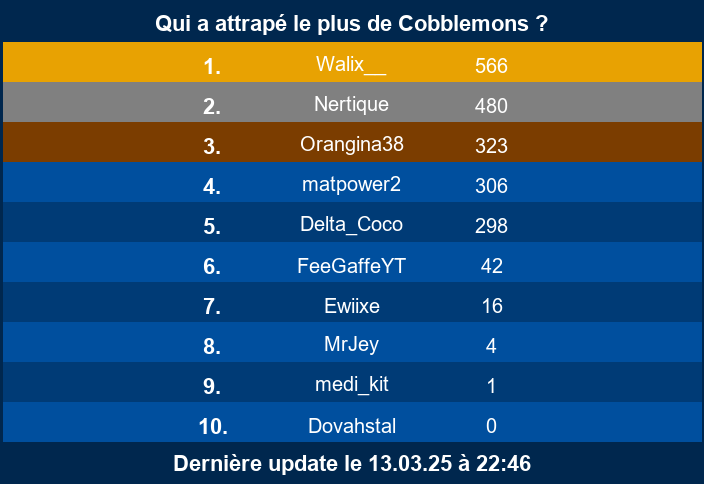 Qui a attrapé le plus de Cobblemons ?
1. Walix__ 566
2. Nertique 480
3. Orangina38 323
4. matpower2 306
5. Delta_Coco 298
6. FeeGaffeYT 42
7. Ewiixe 16
8. MrJey 4
9. medi_kit 1
10. Dovahstal 0
Dernière update le 13.03.25 à 22:46